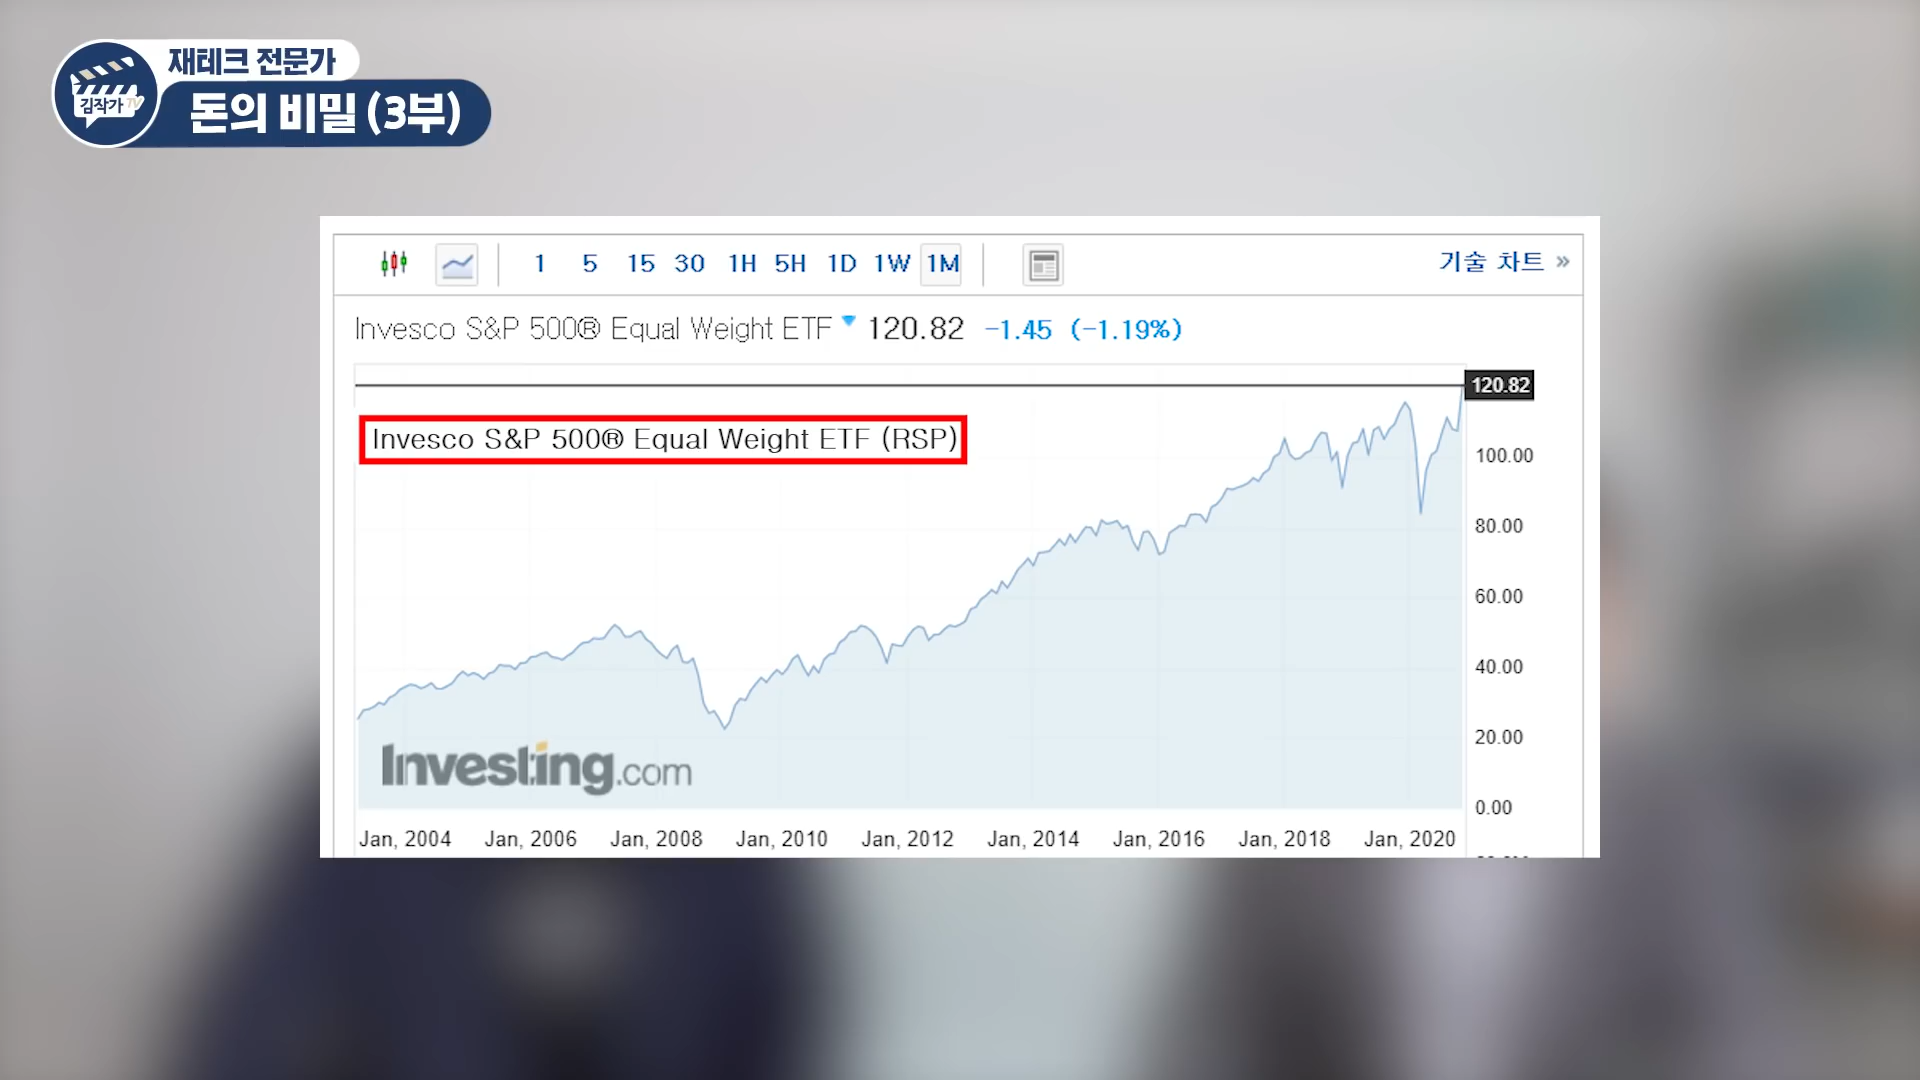 재테크 전문가
김작가 TV
돈의 비밀 (3부)
1 5 15 30 1H 5H 1D 1W 1M
기술 차트 »
Invesco S&P 500® Equal Weight ETF 120.82 -1.45 (-1.19%)
120.82
Invesco S&P 500® Equal Weight ETF (RSP)
100.00
80.00
60.00
40.00
20.00
0.00
Investing.com
Jan, 2004 Jan, 2006 Jan, 2008 Jan, 2010 Jan, 2012 Jan, 2014 Jan, 2016 Jan, 2018 Jan, 2020